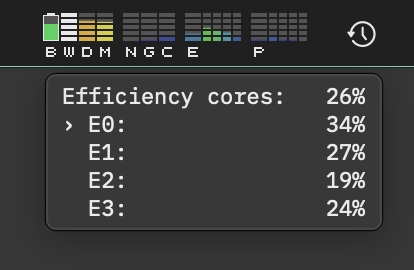 B W D M N G C E P
Efficiency cores: 26%
› E0: 34%
E1: 27%
E2: 19%
E3: 24%